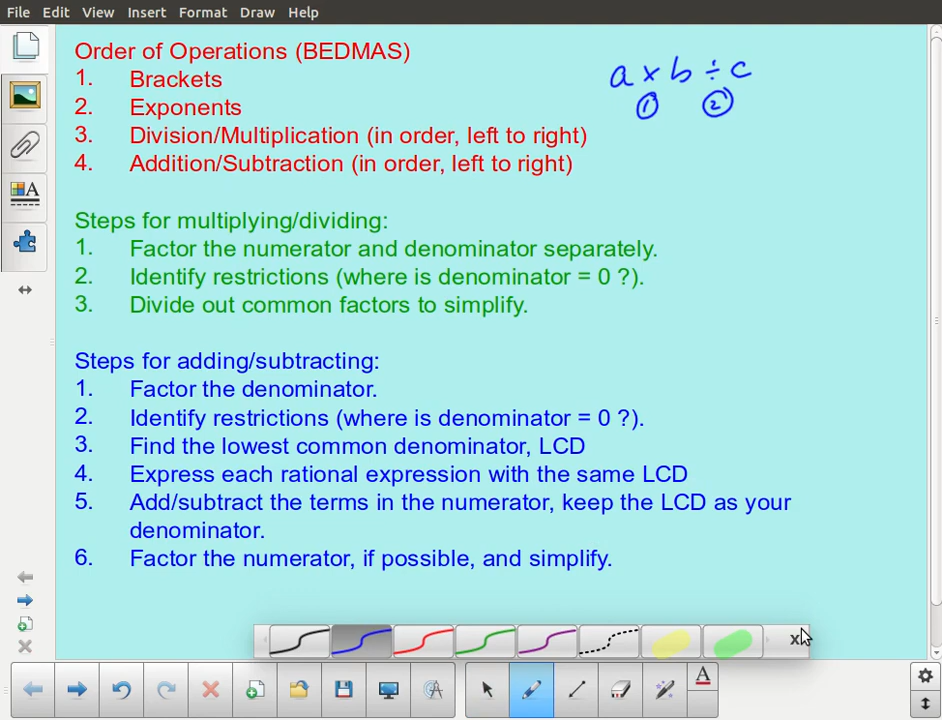 File Edit View Insert Format Draw Help
Order of Operations (BEDMAS)
a × b ÷ c
1. Brackets
① ②
2. Exponents
3. Division/Multiplication (in order, left to right)
4. Addition/Subtraction (in order, left to right)
Steps for multiplying/dividing:
1. Factor the numerator and denominator separately.
2. Identify restrictions (where is denominator = 0 ?).
3. Divide out common factors to simplify.
Steps for adding/subtracting:
1. Factor the denominator.
2. Identify restrictions (where is denominator = 0 ?).
3. Find the lowest common denominator, LCD
4. Express each rational expression with the same LCD
5. Add/subtract the terms in the numerator, keep the LCD as your
denominator.
6. Factor the numerator, if possible, and simplify.